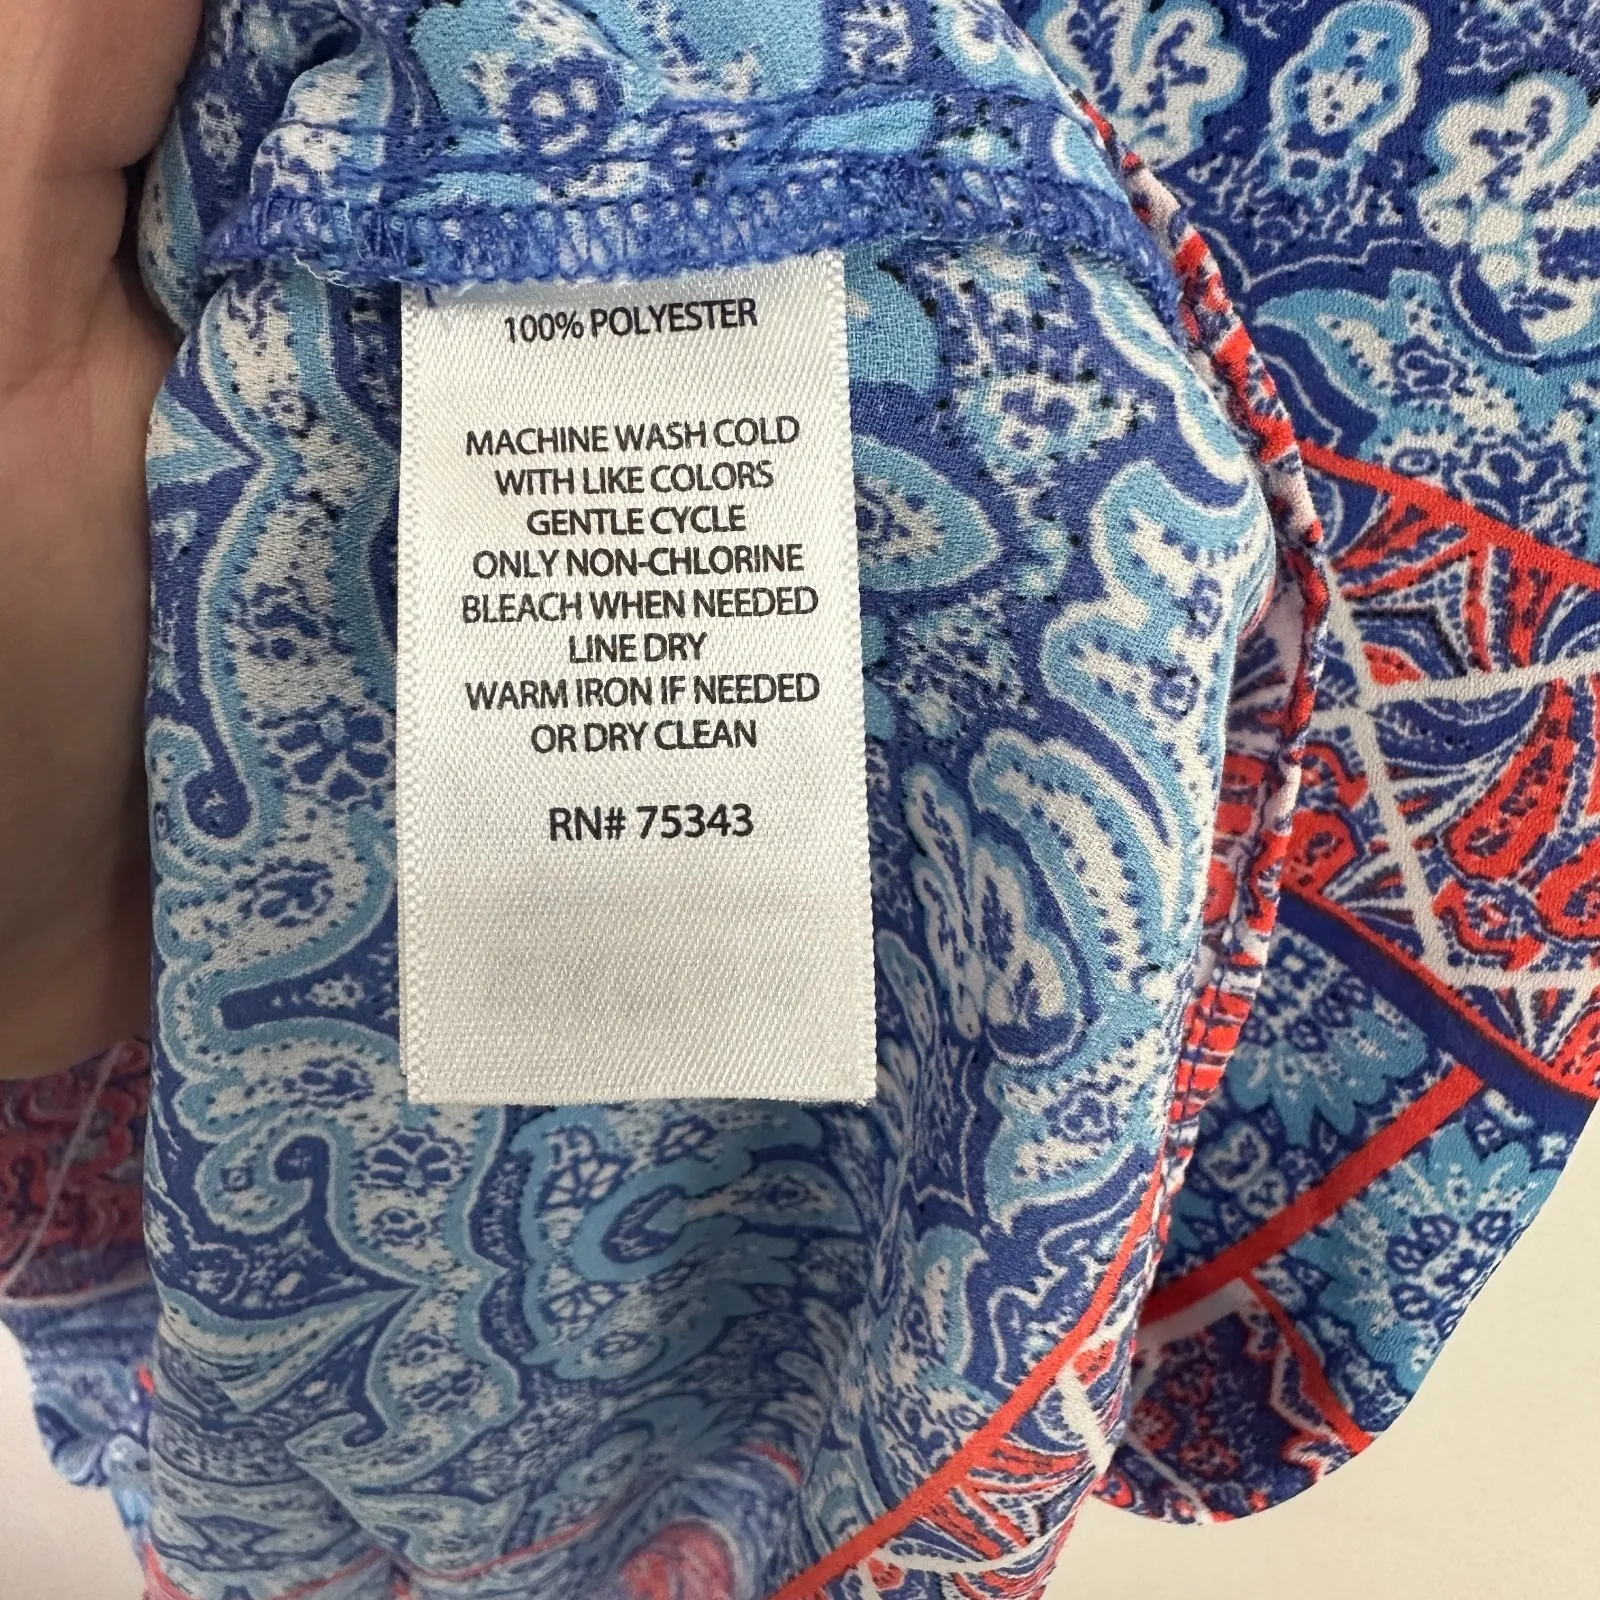 100% POLYESTER
MACHINE WASH COLD
WITH LIKE COLORS
GENTLE CYCLE
ONLY NON-CHLORINE
BLEACH WHEN NEEDED
LINE DRY
WARM IRON IF NEEDED
OR DRY CLEAN
RN# 75343